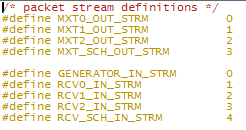 /* packet stream definitions */
#define MXT0_OUT_STRM 0
#define MXT1_OUT_STRM 1
#define MXT2_OUT_STRM 2
#define MXT_SCH_OUT_STRM 3

#define GENERATOR_IN_STRM 0
#define RCV0_IN_STRM 1
#define RCV1_IN_STRM 2
#define RCV2_IN_STRM 3
#define RCV_SCH_IN_STRM 4